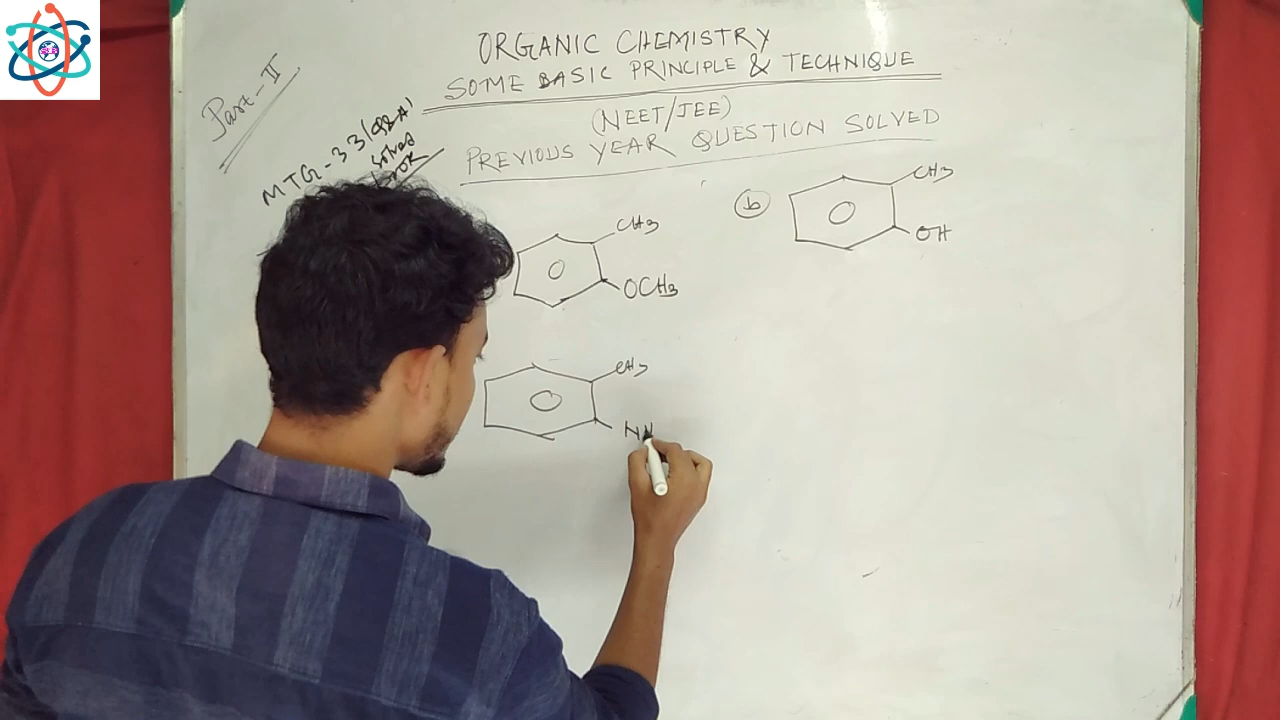 ORGANIC CHEMISTRY
SOME BASIC PRINCIPLE & TECHNIQUE
(NEET/JEE)
PREVIOUS YEAR QUESTION SOLVED
Part-II
MTG-33
Solved
CH3
OCH3
b
CH3
OH
CH3